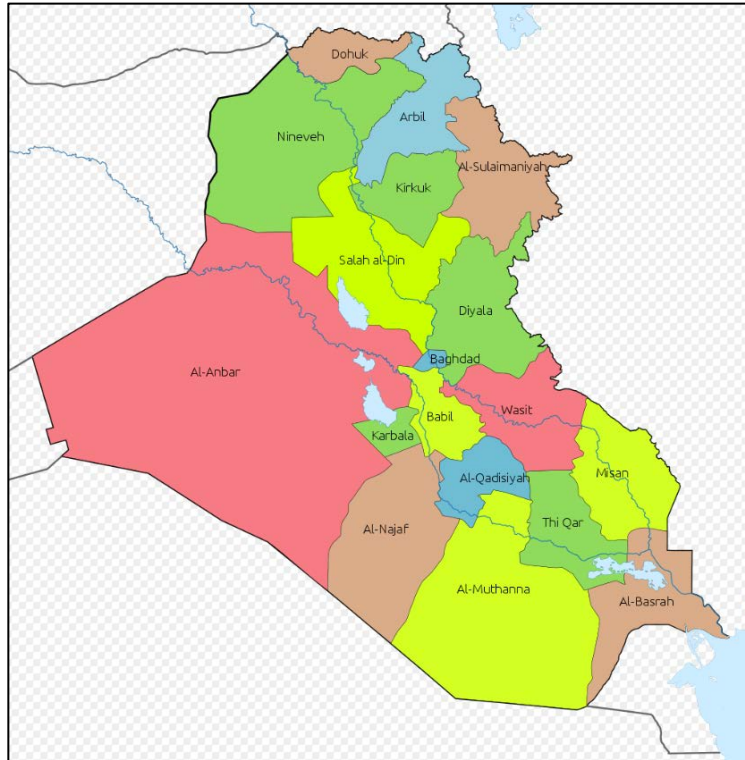 Dohuk
Arbil
Nineveh
Al-Sulaimaniyah
Kirkuk
Salah al-Din
Diyala
Baghdad
Al-Anbar
Wasit
Babil
Karbala
Misan
Al-Qadisiyah
Thi Qar
Al-Najaf
Al-Muthanna
Al-Basrah